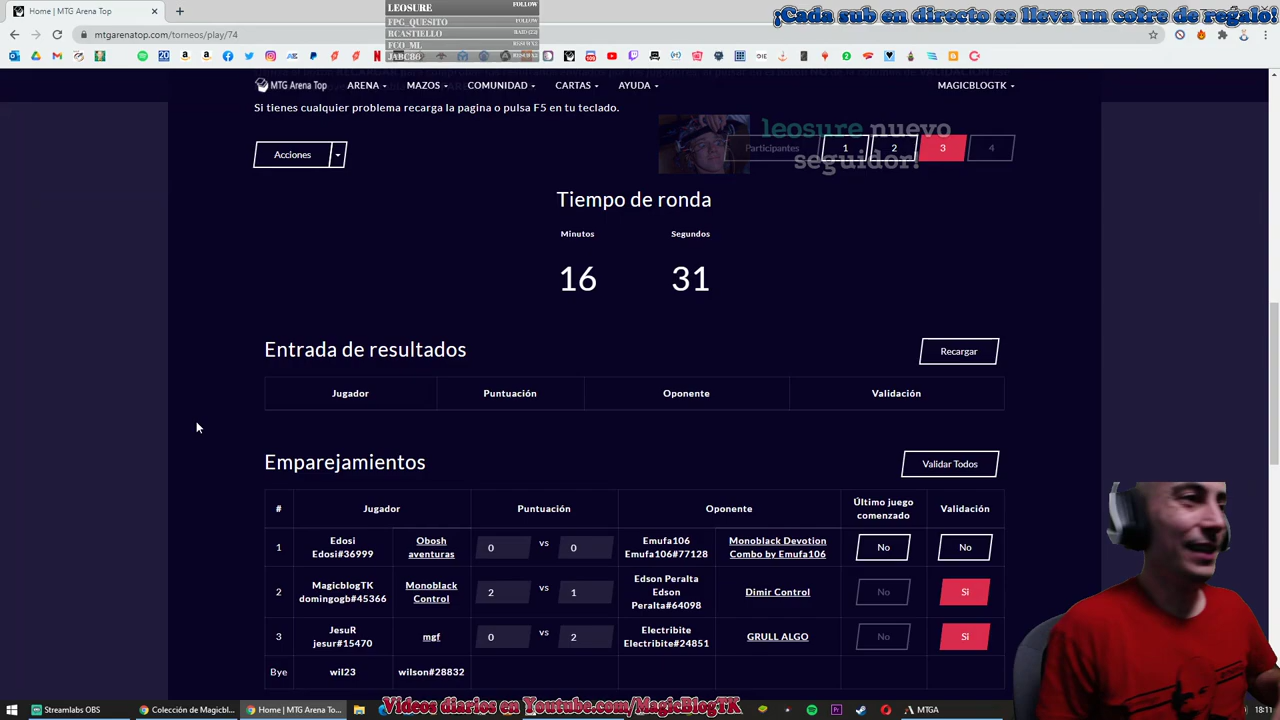 Home | MTG Arena Top
mtgarenatop.com/torneos/play/74
LEOSURE FOLLOW
FPG_QUESITO FOLLOW
RCASTIELLO
FCO_ML
JABC86
¡Cada sub en directo se lleva un cofre de regalo!
MTG Arena Top ARENA MAZOS COMUNIDAD CARTAS AYUDA MAGICBLOGTK
Si tienes cualquier problema recarga la pagina o pulsa F5 en tu teclado.
leosure nuevo
seguidor!
Acciones
Participantes 1 2 3 4
Tiempo de ronda
Minutos Segundos
16 31
Entrada de resultados
Recargar
Jugador Puntuación Oponente Validación
Emparejamientos
Validar Todos
# Jugador Puntuación Oponente Último juego comenzado Validación
1 Edosi Edosi#36999 Obosh aventuras 0 vs 0 Emufa106 Emufa106#77128 Monoblack Devotion Combo by Emufa106 No No
2 MagicblogTK domingogb#45366 Monoblack Control 2 vs 1 Edson Peralta Edson Peralta#64098 Dimir Control No Si
3 JesuR jesur#15470 mgf 0 vs 2 Electribite Electribite#24851 GRULL ALGO No Si
Bye wil23 wilson#28832
Videos diarios en Youtube.com/MagicBlogTK
Streamlabs OBS
Colección de Magicbl...
Home | MTG Arena To...
MTGA
18:11